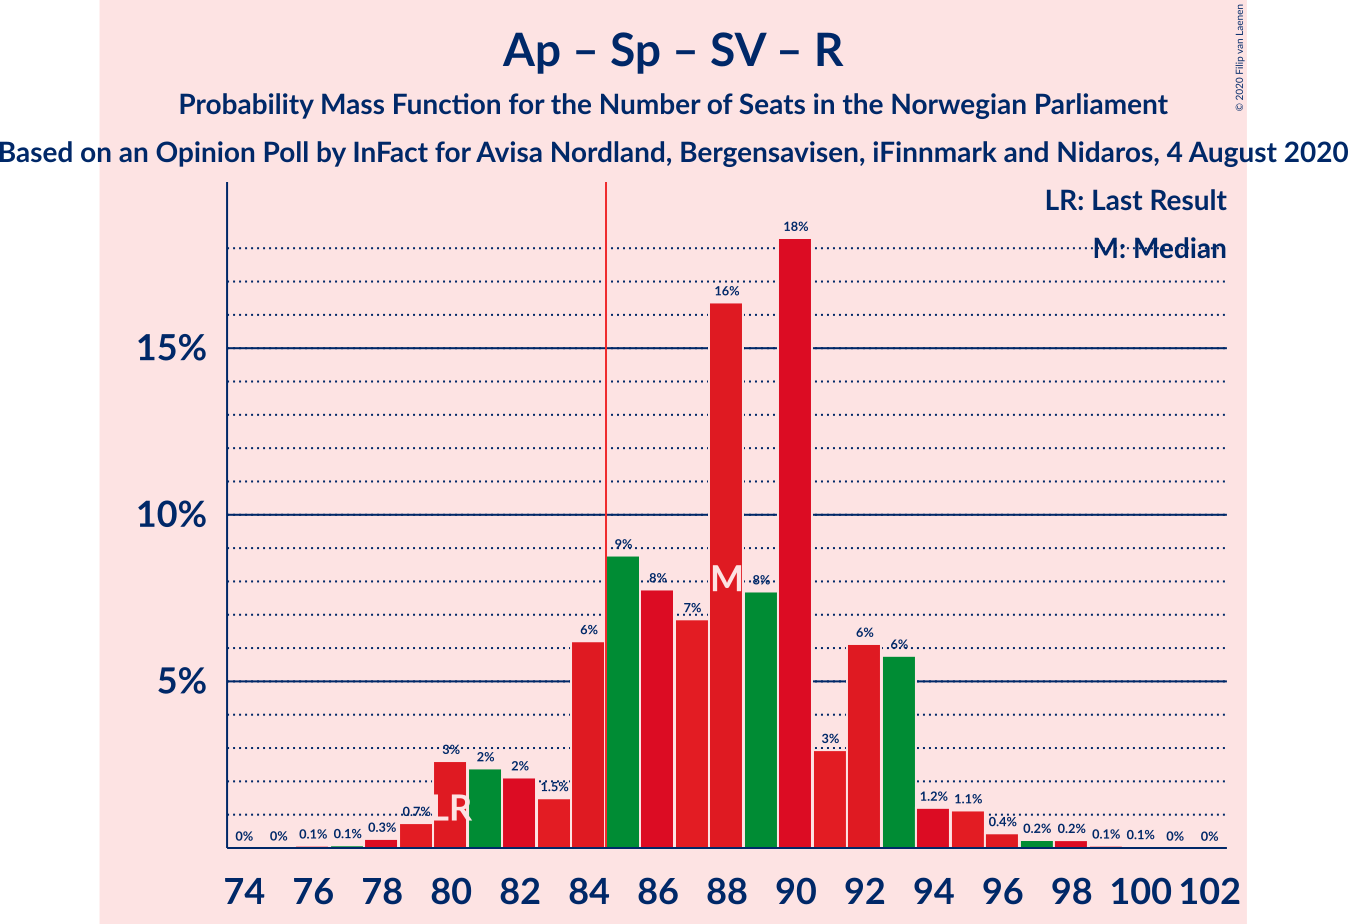 Ap – Sp – SV – R
Probability Mass Function for the Number of Seats in the Norwegian Parliament
Based on an Opinion Poll by InFact for Avisa Nordland, Bergensavisen, iFinnmark and Nidaros, 4 August 2020
© 2020 Filip van Laenen
LR: Last Result
M: Median
15%
10%
5%
0% 0% 0.1% 0.1% 0.3% 0.7% 3% 2% 2% 1.5% 6% 9% 8% 7% 16% 8% 18% 3% 6% 6% 1.2% 1.1% 0.4% 0.2% 0.2% 0.1% 0.1% 0% 0%
LR M
74 76 78 80 82 84 86 88 90 92 94 96 98 100 102